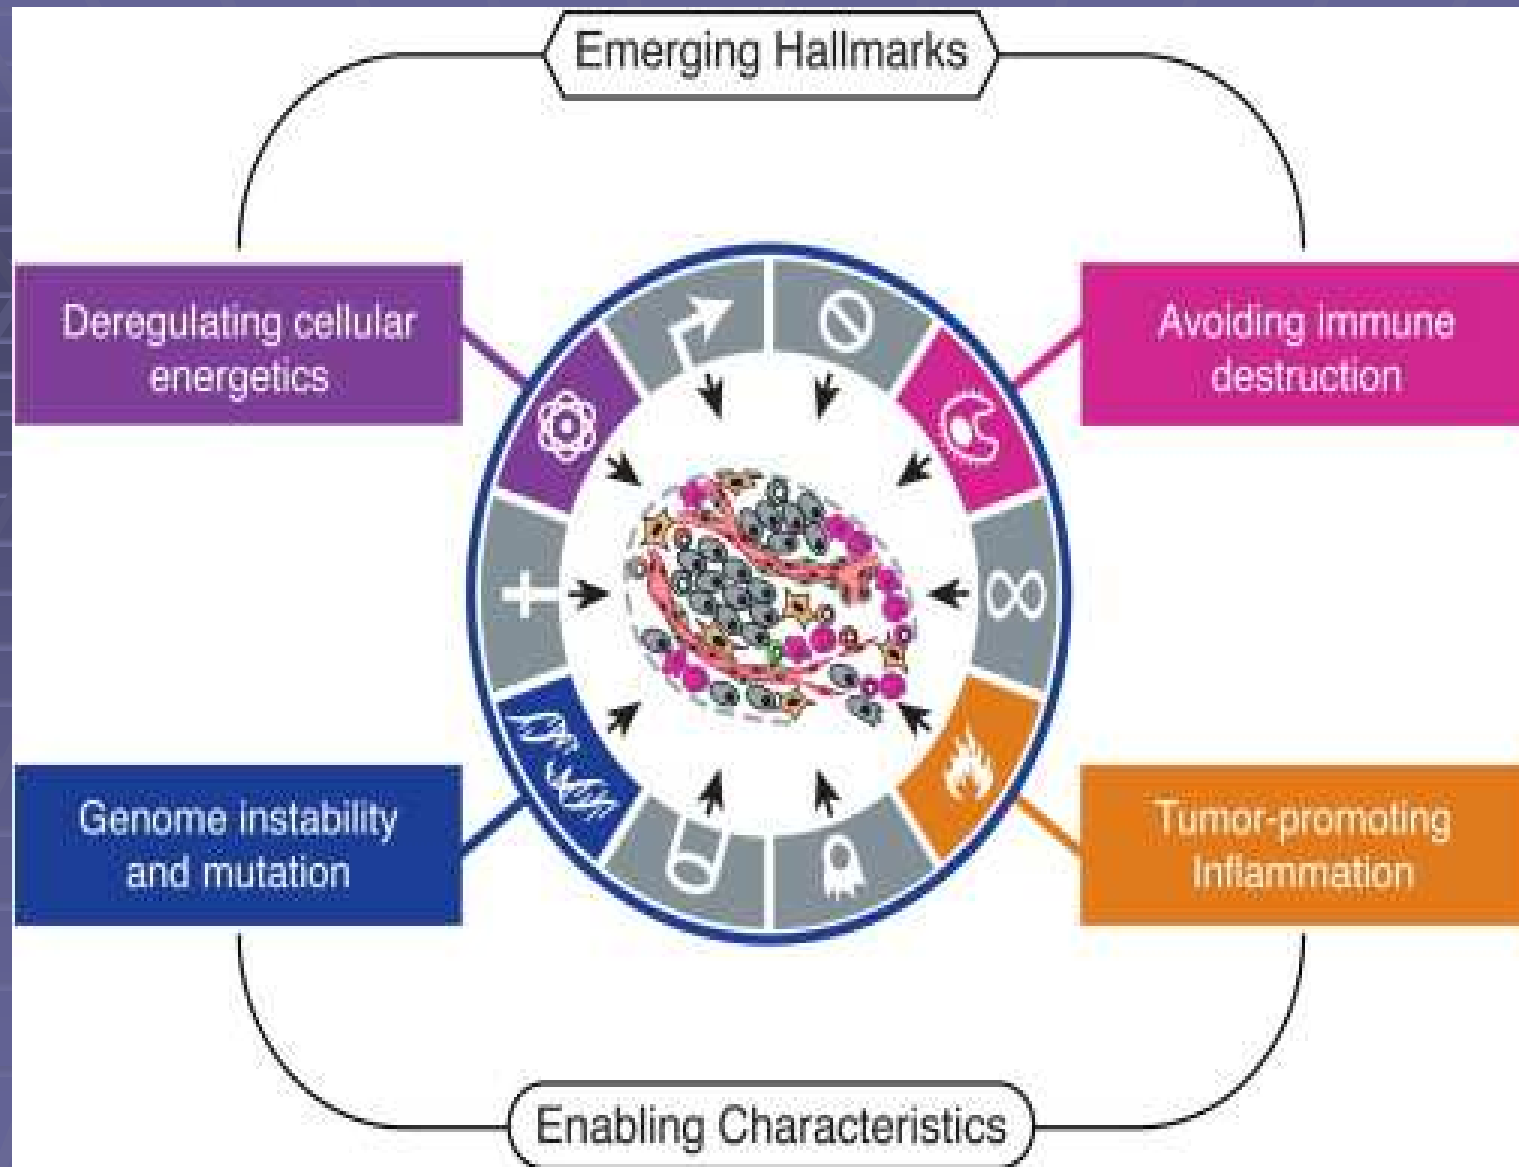 Emerging Hallmarks
Deregulating cellular
energetics
Avoiding immune
destruction
Genome instability
and mutation
Tumor-promoting
Inflammation
Enabling Characteristics